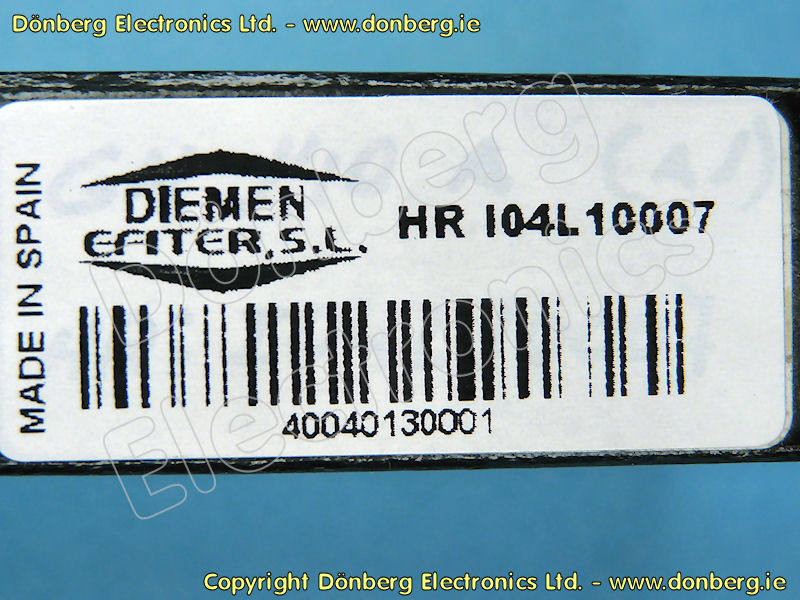 Dönberg Electronics Ltd. - www.donberg.ie
MADE IN SPAIN
DIEMEN
EFITER, S.L.
HR I04L10007
40040130001
Dönberg
Electronics
Copyright Dönberg Electronics Ltd. - www.donberg.ie